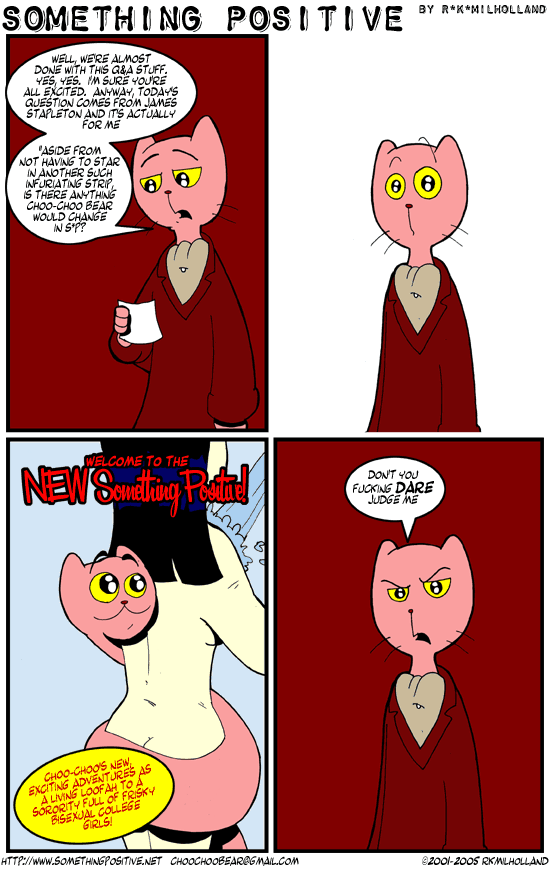 SOMETHING POSITIVE BY R*K*MILHOLLAND
WELL, WE'RE ALMOST
DONE WITH THIS Q&A STUFF.
YES, YES. I'M SURE YOU'RE
ALL EXCITED. ANYWAY, TODAY'S
QUESTION COMES FROM JAMES
STAPLETON AND IT'S ACTUALLY
FOR ME
"ASIDE FROM
NOT HAVING TO STAR
IN ANOTHER SUCH
INFURIATING STRIP,
IS THERE ANYTHING
CHOO-CHOO BEAR
WOULD CHANGE
IN S*P?
WELCOME TO THE
NEW Something Positive!
CHOO-CHOO'S NEW,
EXCITING ADVENTURES AS
A LIVING LOOFAH TO A
SORORITY FULL OF FRISKY
BISEXUAL COLLEGE
GIRLS!
DON'T YOU
FUCKING DARE
JUDGE ME
HTTP://WWW.SOMETHINGPOSITIVE.NET CHOOCHOOBEAR@GMAIL.COM ©2001-2005 RKMILHOLLAND